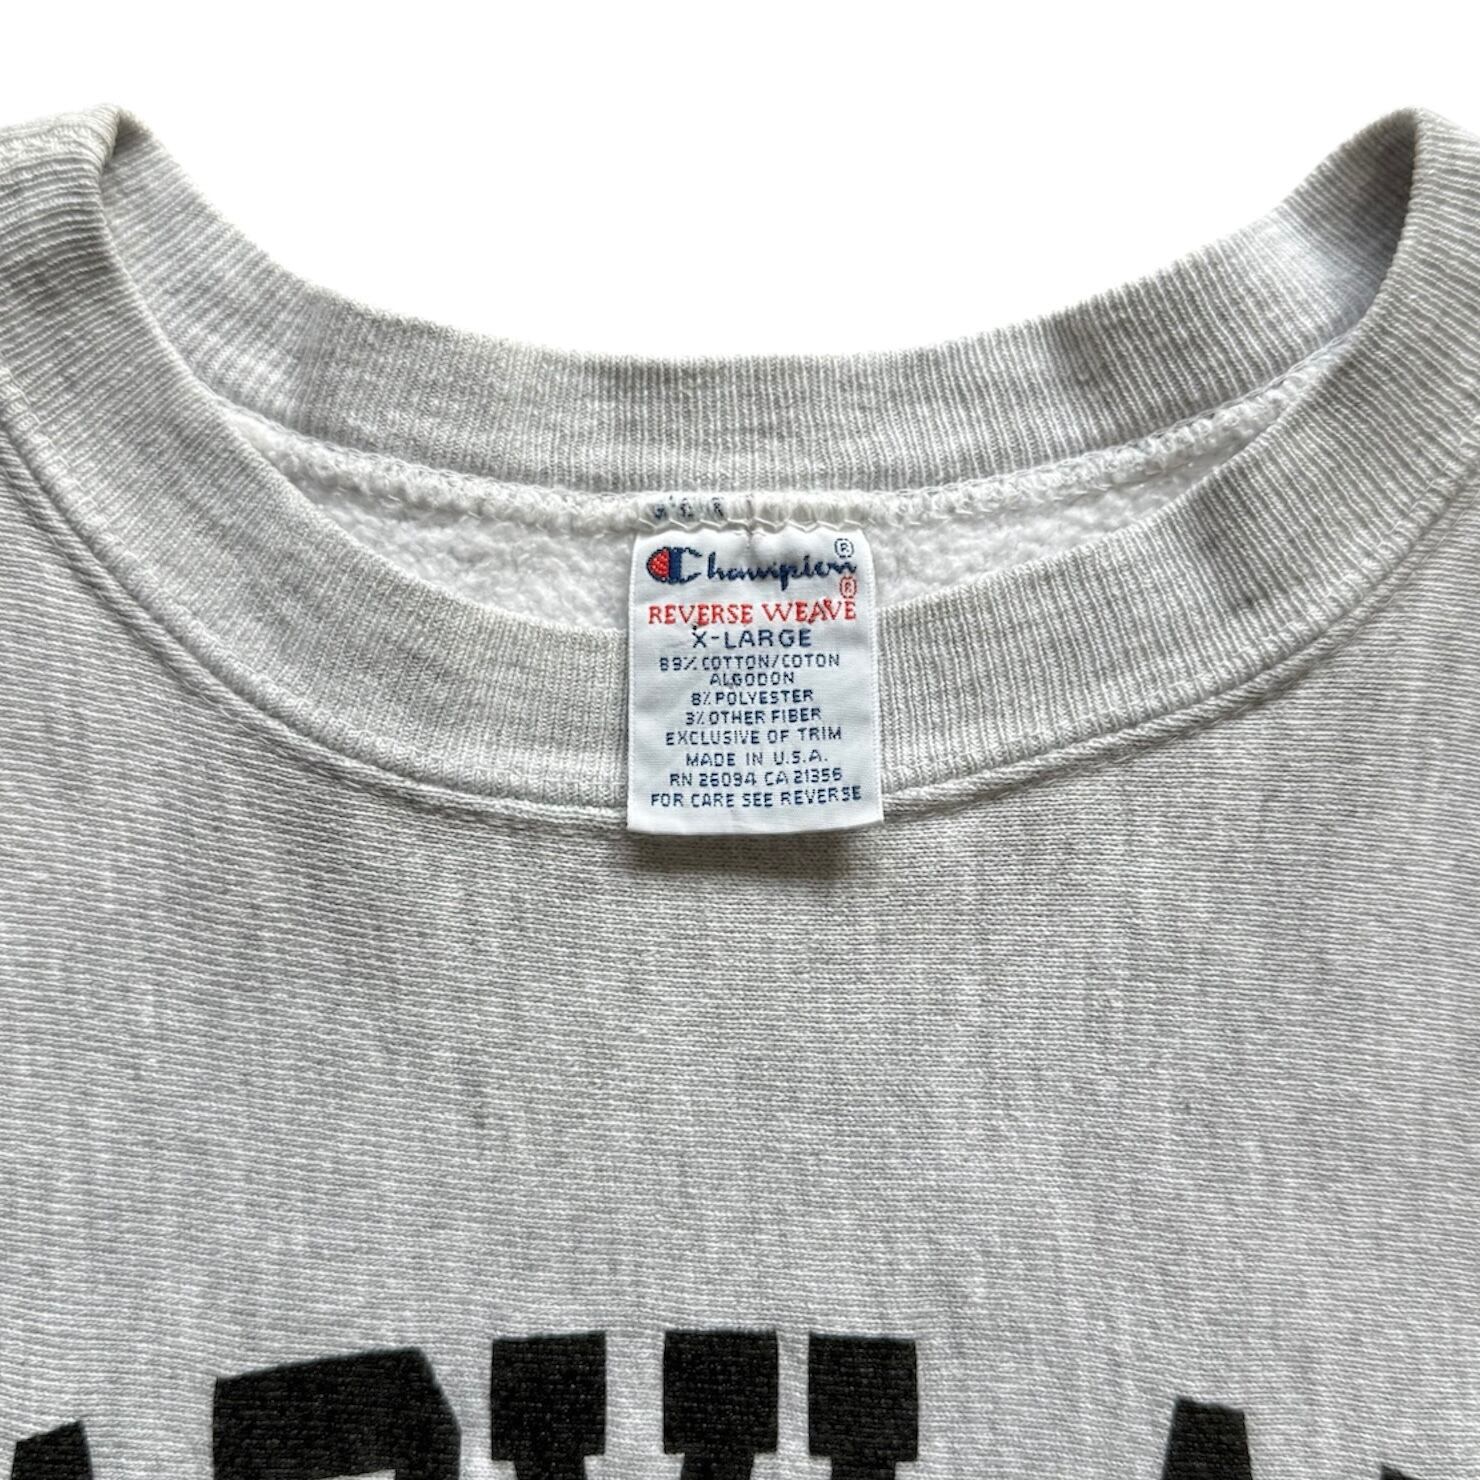 Champion®
REVERSE WEAVE®
X-LARGE
89% COTTON/COTON
ALGODON
8% POLYESTER
3% OTHER FIBER
EXCLUSIVE OF TRIM
MADE IN U.S.A.
RN 26094 CA 21356
FOR CARE SEE REVERSE